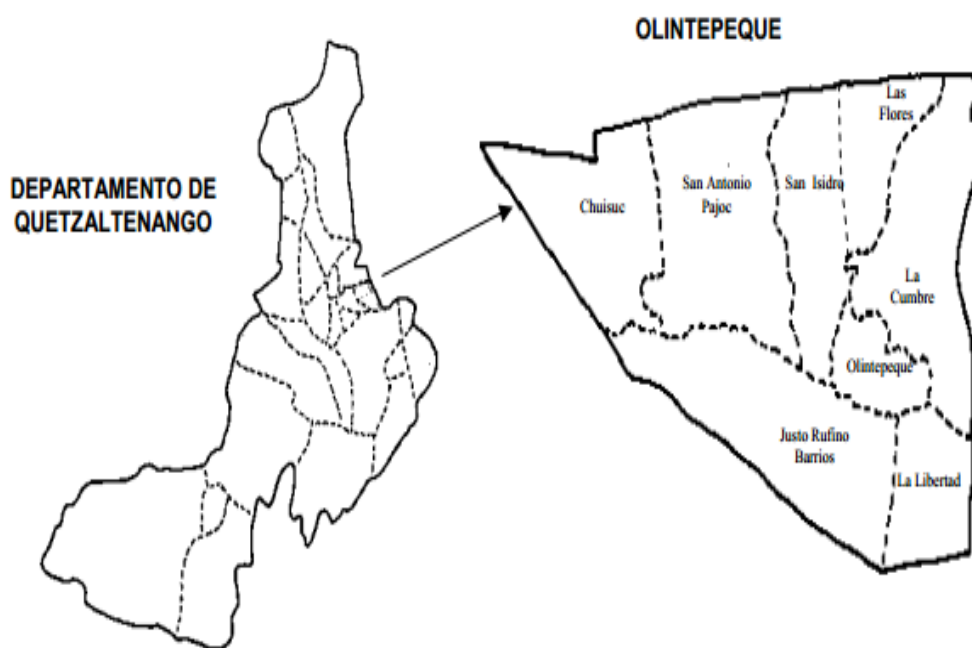 OLINTEPEQUE
DEPARTAMENTO DE
QUETZALTENANGO
Las
Flores
Chuisuc
San Antonio
Pajoc
San Isidro
La
Cumbre
Olintepeque
Justo Rufino
Barrios
La Libertad